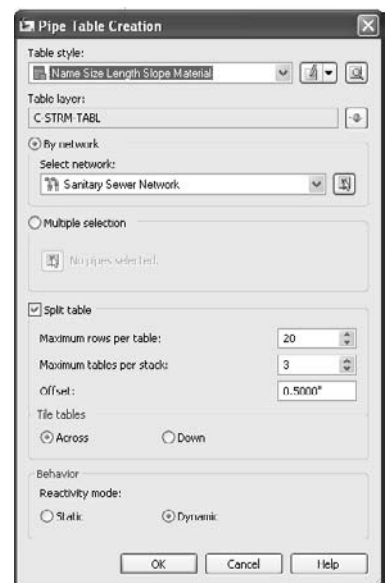 Pipe Table Creation
Table style:
Name Size Length Slope Material
Table layer:
C-STRM-TABL
By network
Select network:
Sanitary Sewer Network
Multiple selection
No pipes selected.
Split table
Maximum rows per table: 20
Maximum tables per stack: 3
Offset: 0.5000"
Tile tables
Across Down
Behavior
Reactivity mode:
Static Dynamic
OK Cancel Help